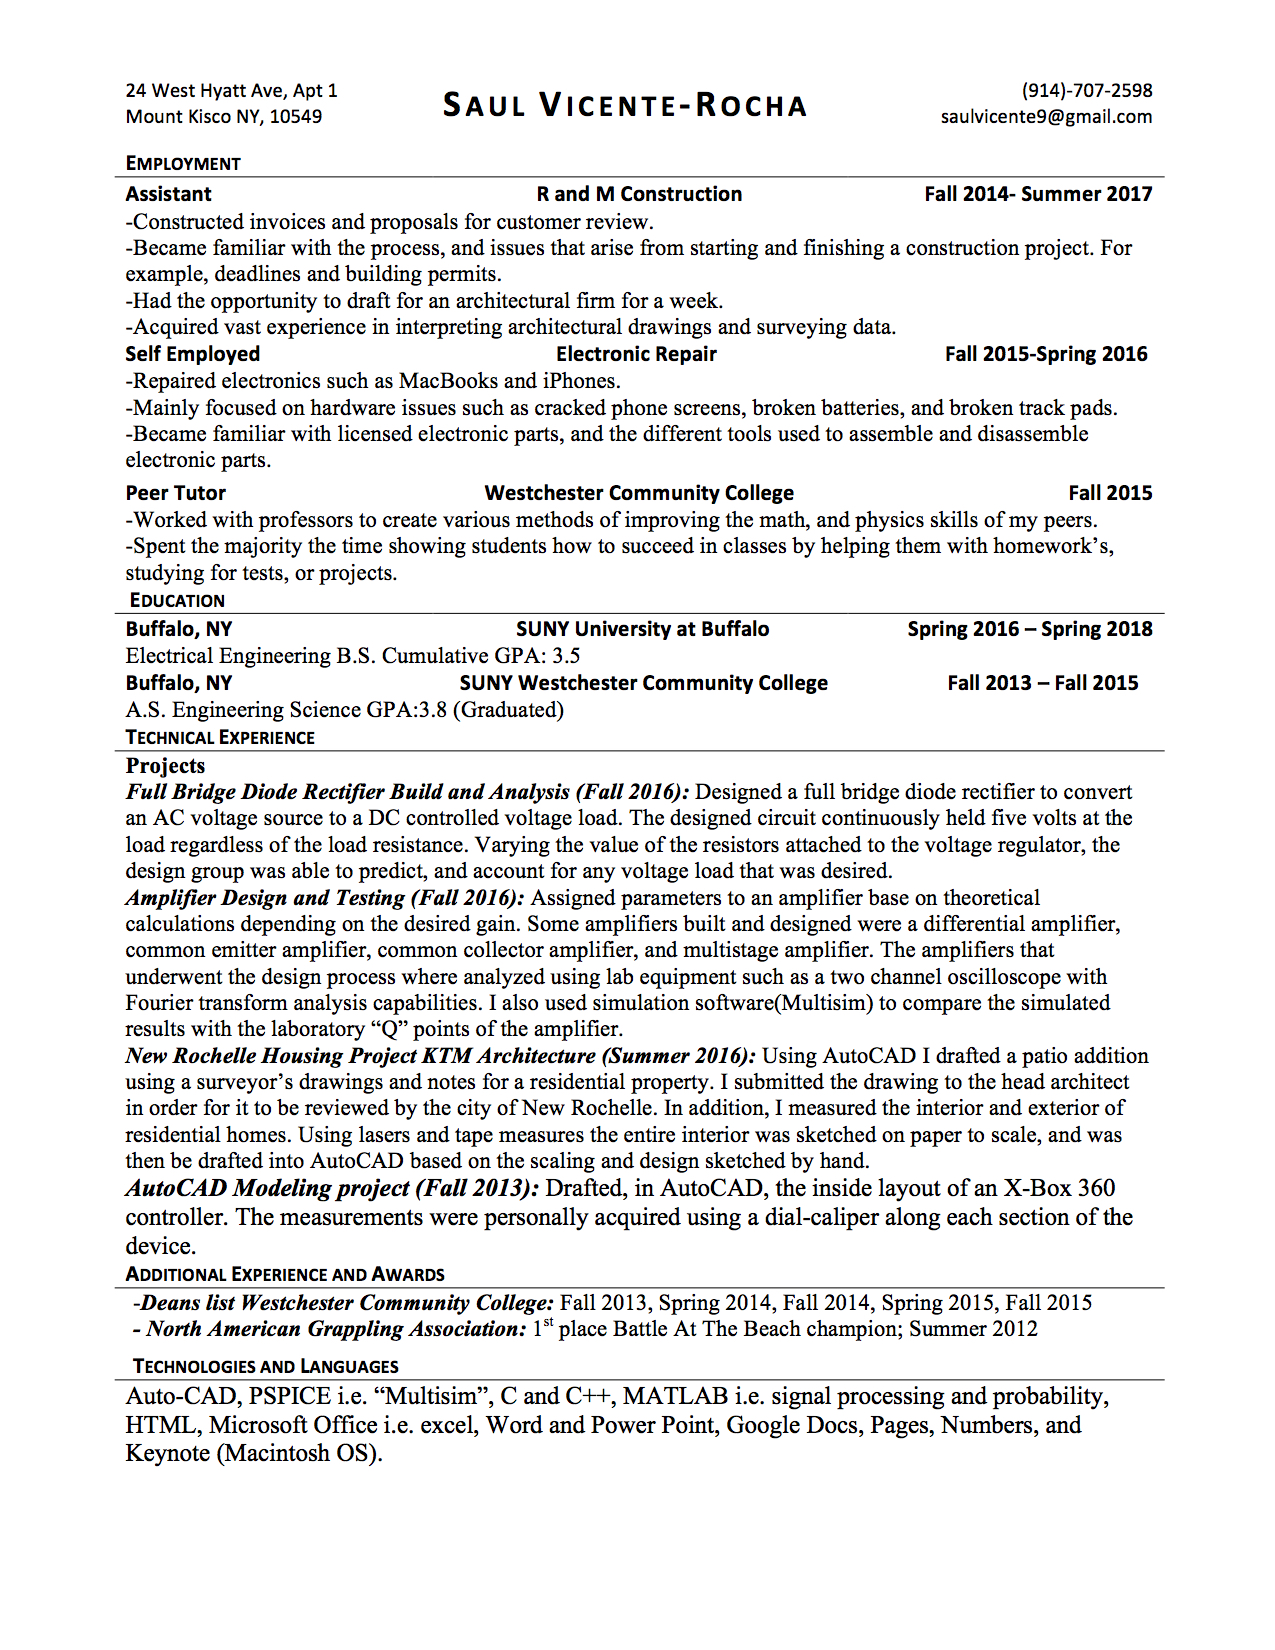 24 West Hyatt Ave, Apt 1
Mount Kisco NY, 10549
SAUL VICENTE-ROCHA
(914)-707-2598
saulvicente9@gmail.com
EMPLOYMENT
Assistant R and M Construction Fall 2014- Summer 2017
-Constructed invoices and proposals for customer review.
-Became familiar with the process, and issues that arise from starting and finishing a construction project. For
example, deadlines and building permits.
-Had the opportunity to draft for an architectural firm for a week.
-Acquired vast experience in interpreting architectural drawings and surveying data.
Self Employed Electronic Repair Fall 2015-Spring 2016
-Repaired electronics such as MacBooks and iPhones.
-Mainly focused on hardware issues such as cracked phone screens, broken batteries, and broken track pads.
-Became familiar with licensed electronic parts, and the different tools used to assemble and disassemble
electronic parts.
Peer Tutor Westchester Community College Fall 2015
-Worked with professors to create various methods of improving the math, and physics skills of my peers.
-Spent the majority the time showing students how to succeed in classes by helping them with homework’s,
studying for tests, or projects.
EDUCATION
Buffalo, NY SUNY University at Buffalo Spring 2016 – Spring 2018
Electrical Engineering B.S. Cumulative GPA: 3.5
Buffalo, NY SUNY Westchester Community College Fall 2013 – Fall 2015
A.S. Engineering Science GPA:3.8 (Graduated)
TECHNICAL EXPERIENCE
Projects
Full Bridge Diode Rectifier Build and Analysis (Fall 2016): Designed a full bridge diode rectifier to convert
an AC voltage source to a DC controlled voltage load. The designed circuit continuously held five volts at the
load regardless of the load resistance. Varying the value of the resistors attached to the voltage regulator, the
design group was able to predict, and account for any voltage load that was desired.
Amplifier Design and Testing (Fall 2016): Assigned parameters to an amplifier base on theoretical
calculations depending on the desired gain. Some amplifiers built and designed were a differential amplifier,
common emitter amplifier, common collector amplifier, and multistage amplifier. The amplifiers that
underwent the design process where analyzed using lab equipment such as a two channel oscilloscope with
Fourier transform analysis capabilities. I also used simulation software(Multisim) to compare the simulated
results with the laboratory “Q” points of the amplifier.
New Rochelle Housing Project KTM Architecture (Summer 2016): Using AutoCAD I drafted a patio addition
using a surveyor’s drawings and notes for a residential property. I submitted the drawing to the head architect
in order for it to be reviewed by the city of New Rochelle. In addition, I measured the interior and exterior of
residential homes. Using lasers and tape measures the entire interior was sketched on paper to scale, and was
then be drafted into AutoCAD based on the scaling and design sketched by hand.
AutoCAD Modeling project (Fall 2013): Drafted, in AutoCAD, the inside layout of an X-Box 360
controller. The measurements were personally acquired using a dial-caliper along each section of the
device.
ADDITIONAL EXPERIENCE AND AWARDS
-Deans list Westchester Community College: Fall 2013, Spring 2014, Fall 2014, Spring 2015, Fall 2015
- North American Grappling Association: 1st place Battle At The Beach champion; Summer 2012
TECHNOLOGIES AND LANGUAGES
Auto-CAD, PSPICE i.e. “Multisim”, C and C++, MATLAB i.e. signal processing and probability,
HTML, Microsoft Office i.e. excel, Word and Power Point, Google Docs, Pages, Numbers, and
Keynote (Macintosh OS).